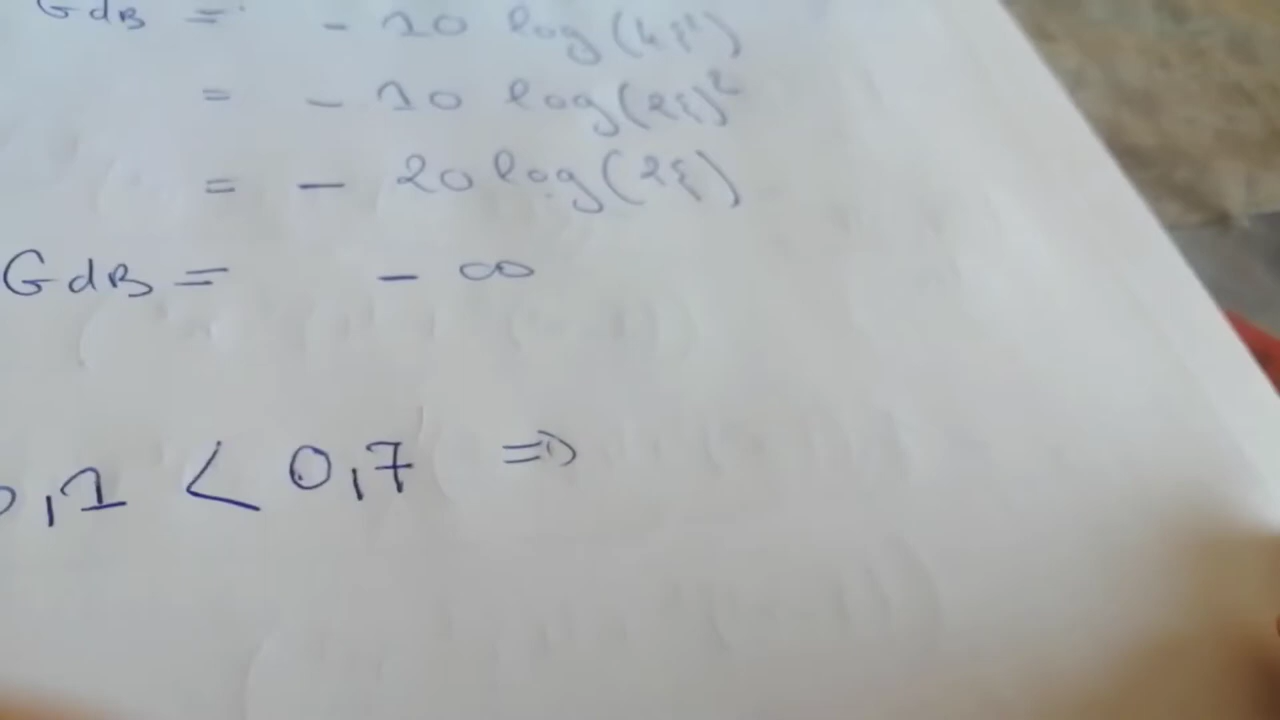 GdB = - 10 log(4ξ²)
= - 10 log(2ξ)²
= - 20 log(2ξ)
GdB = - ∞
0,1 < 0,7 ⇒